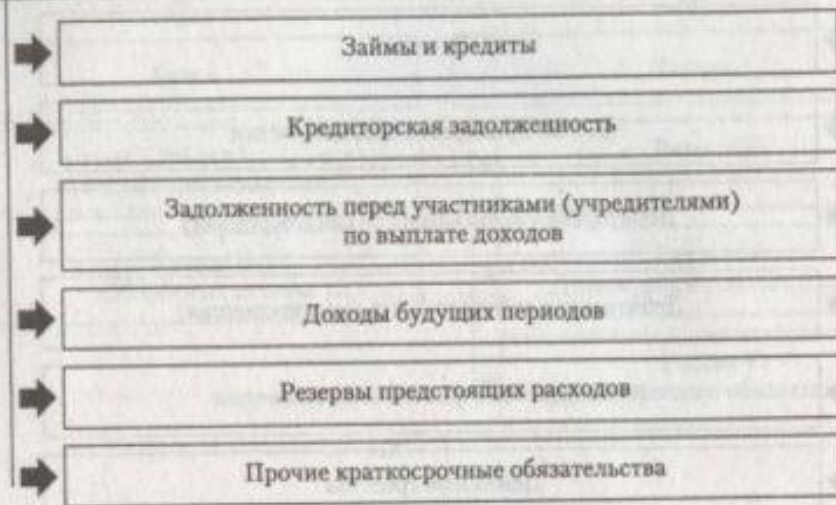 Займы и кредиты
Кредиторская задолженность
Задолженность перед участниками (учредителями)
по выплате доходов
Доходы будущих периодов
Резервы предстоящих расходов
Прочие краткосрочные обязательства